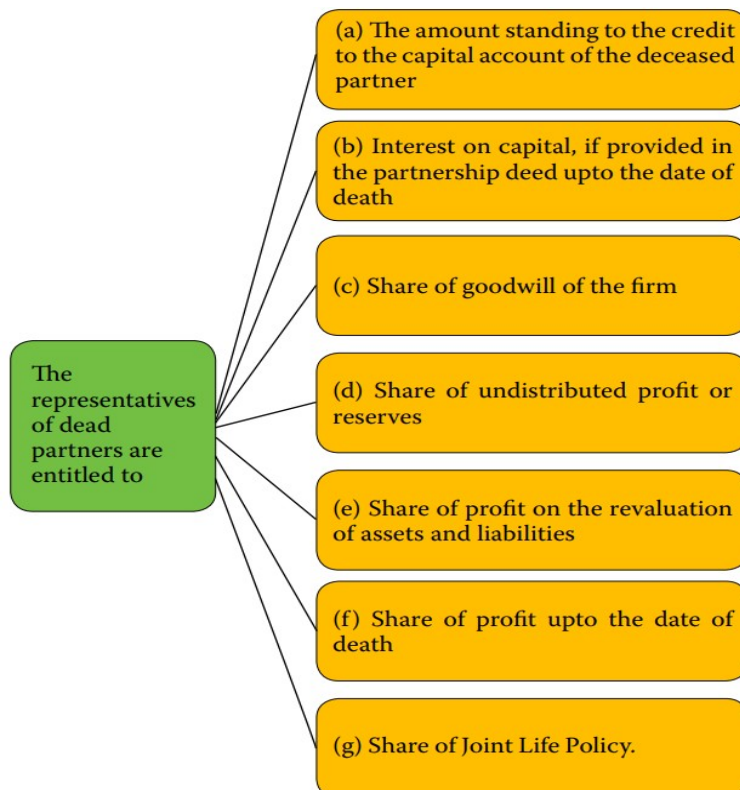 (a) The amount standing to the credit
to the capital account of the deceased
partner
(b) Interest on capital, if provided in
the partnership deed upto the date of
death
(c) Share of goodwill of the firm
The
representatives
of dead
partners are
entitled to
(d) Share of undistributed profit or
reserves
(e) Share of profit on the revaluation
of assets and liabilities
(f) Share of profit upto the date of
death
(g) Share of Joint Life Policy.